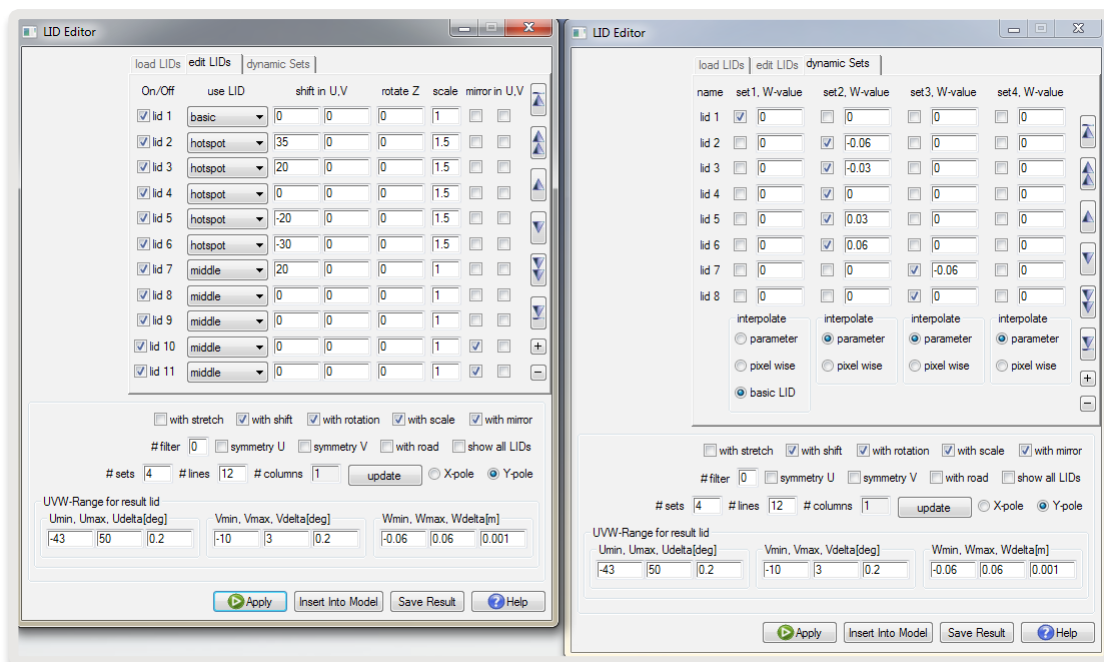 LID Editor
load LIDs edit LIDs dynamic Sets
On/Off use LID shift in U,V rotate Z scale mirror in U,V
lid 1 basic 0 0 0 1
lid 2 hotspot 35 0 0 1.5
lid 3 hotspot 20 0 0 1.5
lid 4 hotspot 0 0 0 1.5
lid 5 hotspot -20 0 0 1.5
lid 6 hotspot -30 0 0 1.5
lid 7 middle 20 0 0 1
lid 8 middle 0 0 0 1
lid 9 middle 0 0 0 1
lid 10 middle 0 0 0 1
lid 11 middle 0 0 0 1
+
−
with stretch with shift with rotation with scale with mirror
# filter 0 symmetry U symmetry V with road show all LIDs
# sets 4 # lines 12 # columns 1 update X-pole Y-pole
UVW-Range for result lid
Umin, Umax, Udelta[deg] Vmin, Vmax, Vdelta[deg] Wmin, Wmax, Wdelta[m]
-43 50 0.2 -10 3 0.2 -0.06 0.06 0.001
Apply Insert Into Model Save Result Help
LID Editor
load LIDs edit LIDs dynamic Sets
name set1, W-value set2, W-value set3, W-value set4, W-value
lid 1 0 0 0 0
lid 2 0 -0.06 0 0
lid 3 0 -0.03 0 0
lid 4 0 0 0 0
lid 5 0 0.03 0 0
lid 6 0 0.06 0 0
lid 7 0 0 -0.06 0
lid 8 0 0 0 0
interpolate interpolate interpolate interpolate
parameter parameter parameter parameter
pixel wise pixel wise pixel wise pixel wise
basic LID
+
−
with stretch with shift with rotation with scale with mirror
# filter 0 symmetry U symmetry V with road show all LIDs
# sets 4 # lines 12 # columns 1 update X-pole Y-pole
UVW-Range for result lid
Umin, Umax, Udelta[deg] Vmin, Vmax, Vdelta[deg] Wmin, Wmax, Wdelta[m]
-43 50 0.2 -10 3 0.2 -0.06 0.06 0.001
Apply Insert Into Model Save Result Help